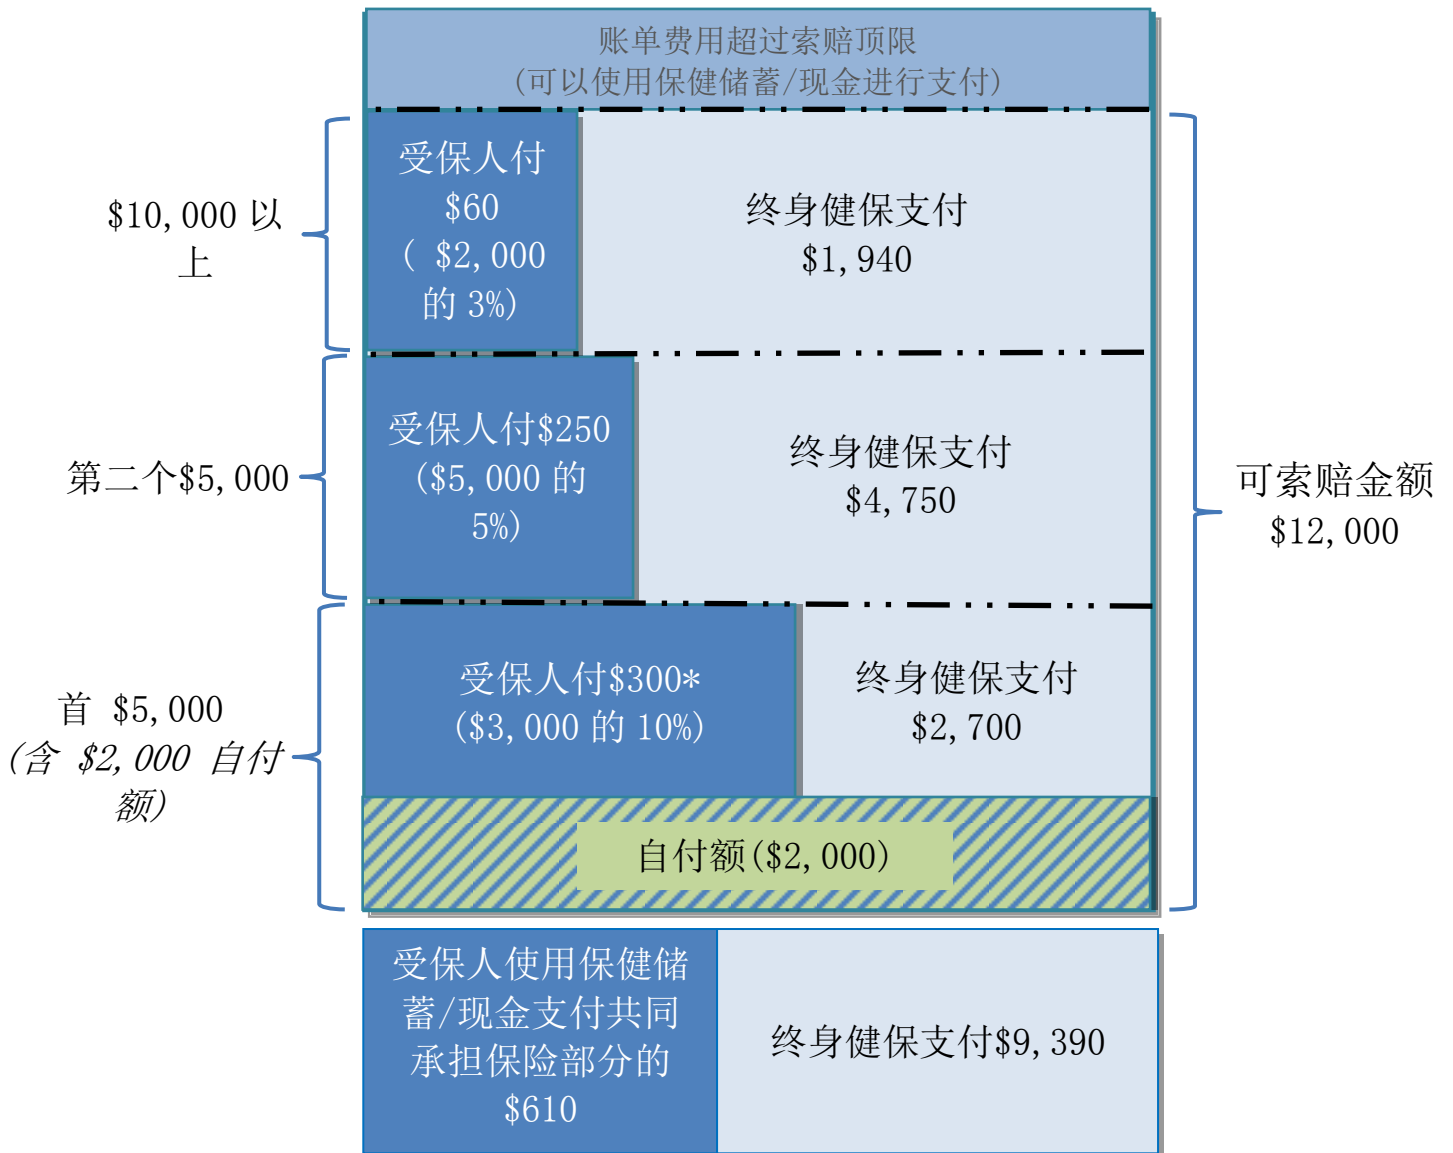 账单费用超过索赔顶限
(可以使用保健储蓄/现金进行支付)
$10,000 以
上
受保人付
$60
( $2,000
的 3%)
终身健保支付
$1,940
第二个$5,000
受保人付$250
($5,000 的
5%)
终身健保支付
$4,750
可索赔金额
$12,000
首 $5,000
(含 $2,000 自付
额)
受保人付$300*
($3,000 的 10%)
终身健保支付
$2,700
自付额($2,000)
受保人使用保健储
蓄/现金支付共同
承担保险部分的
$610
终身健保支付$9,390